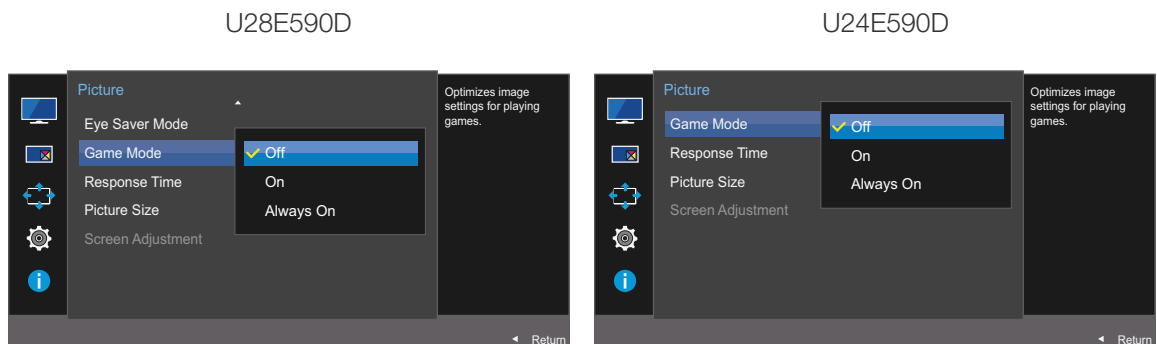 U28E590D
Picture
Eye Saver Mode
Game Mode
Response Time
Picture Size
Screen Adjustment
Off
On
Always On
Optimizes image
settings for playing
games.
Return
U24E590D
Picture
Game Mode
Response Time
Picture Size
Screen Adjustment
Off
On
Always On
Optimizes image
settings for playing
games.
Return